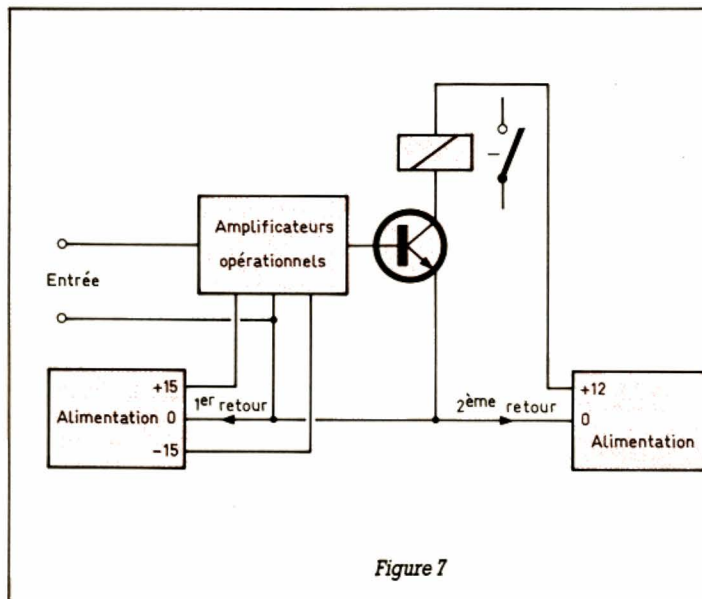 Amplificateurs
opérationnels
Entrée
+15
Alimentation 0
-15
1er retour
2ème retour
+12
0
Alimentation
Figure 7